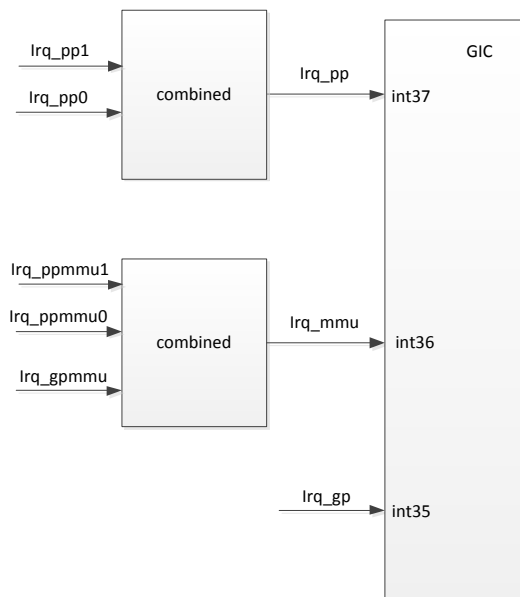 Irq_pp1
Irq_pp0
combined
Irq_pp
GIC
int37
Irq_ppmmu1
Irq_ppmmu0
Irq_gpmmu
combined
Irq_mmu
int36
Irq_gp
int35